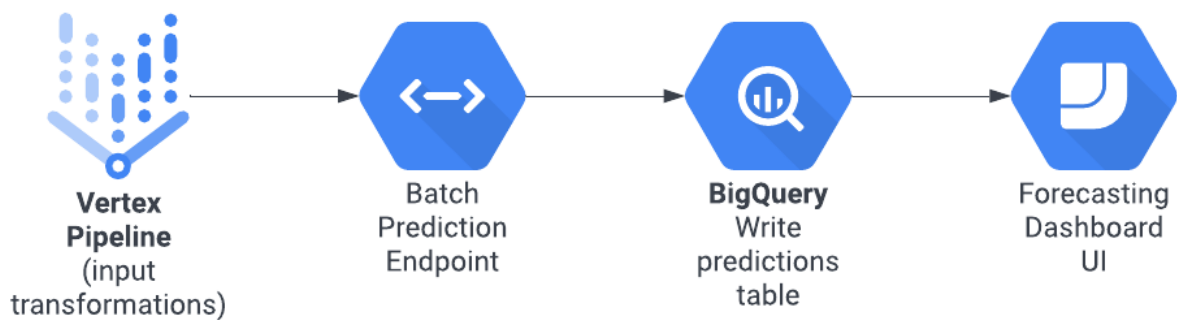 Vertex
Pipeline
(input
transformations)
Batch
Prediction
Endpoint
BigQuery
Write
predictions
table
Forecasting
Dashboard
UI